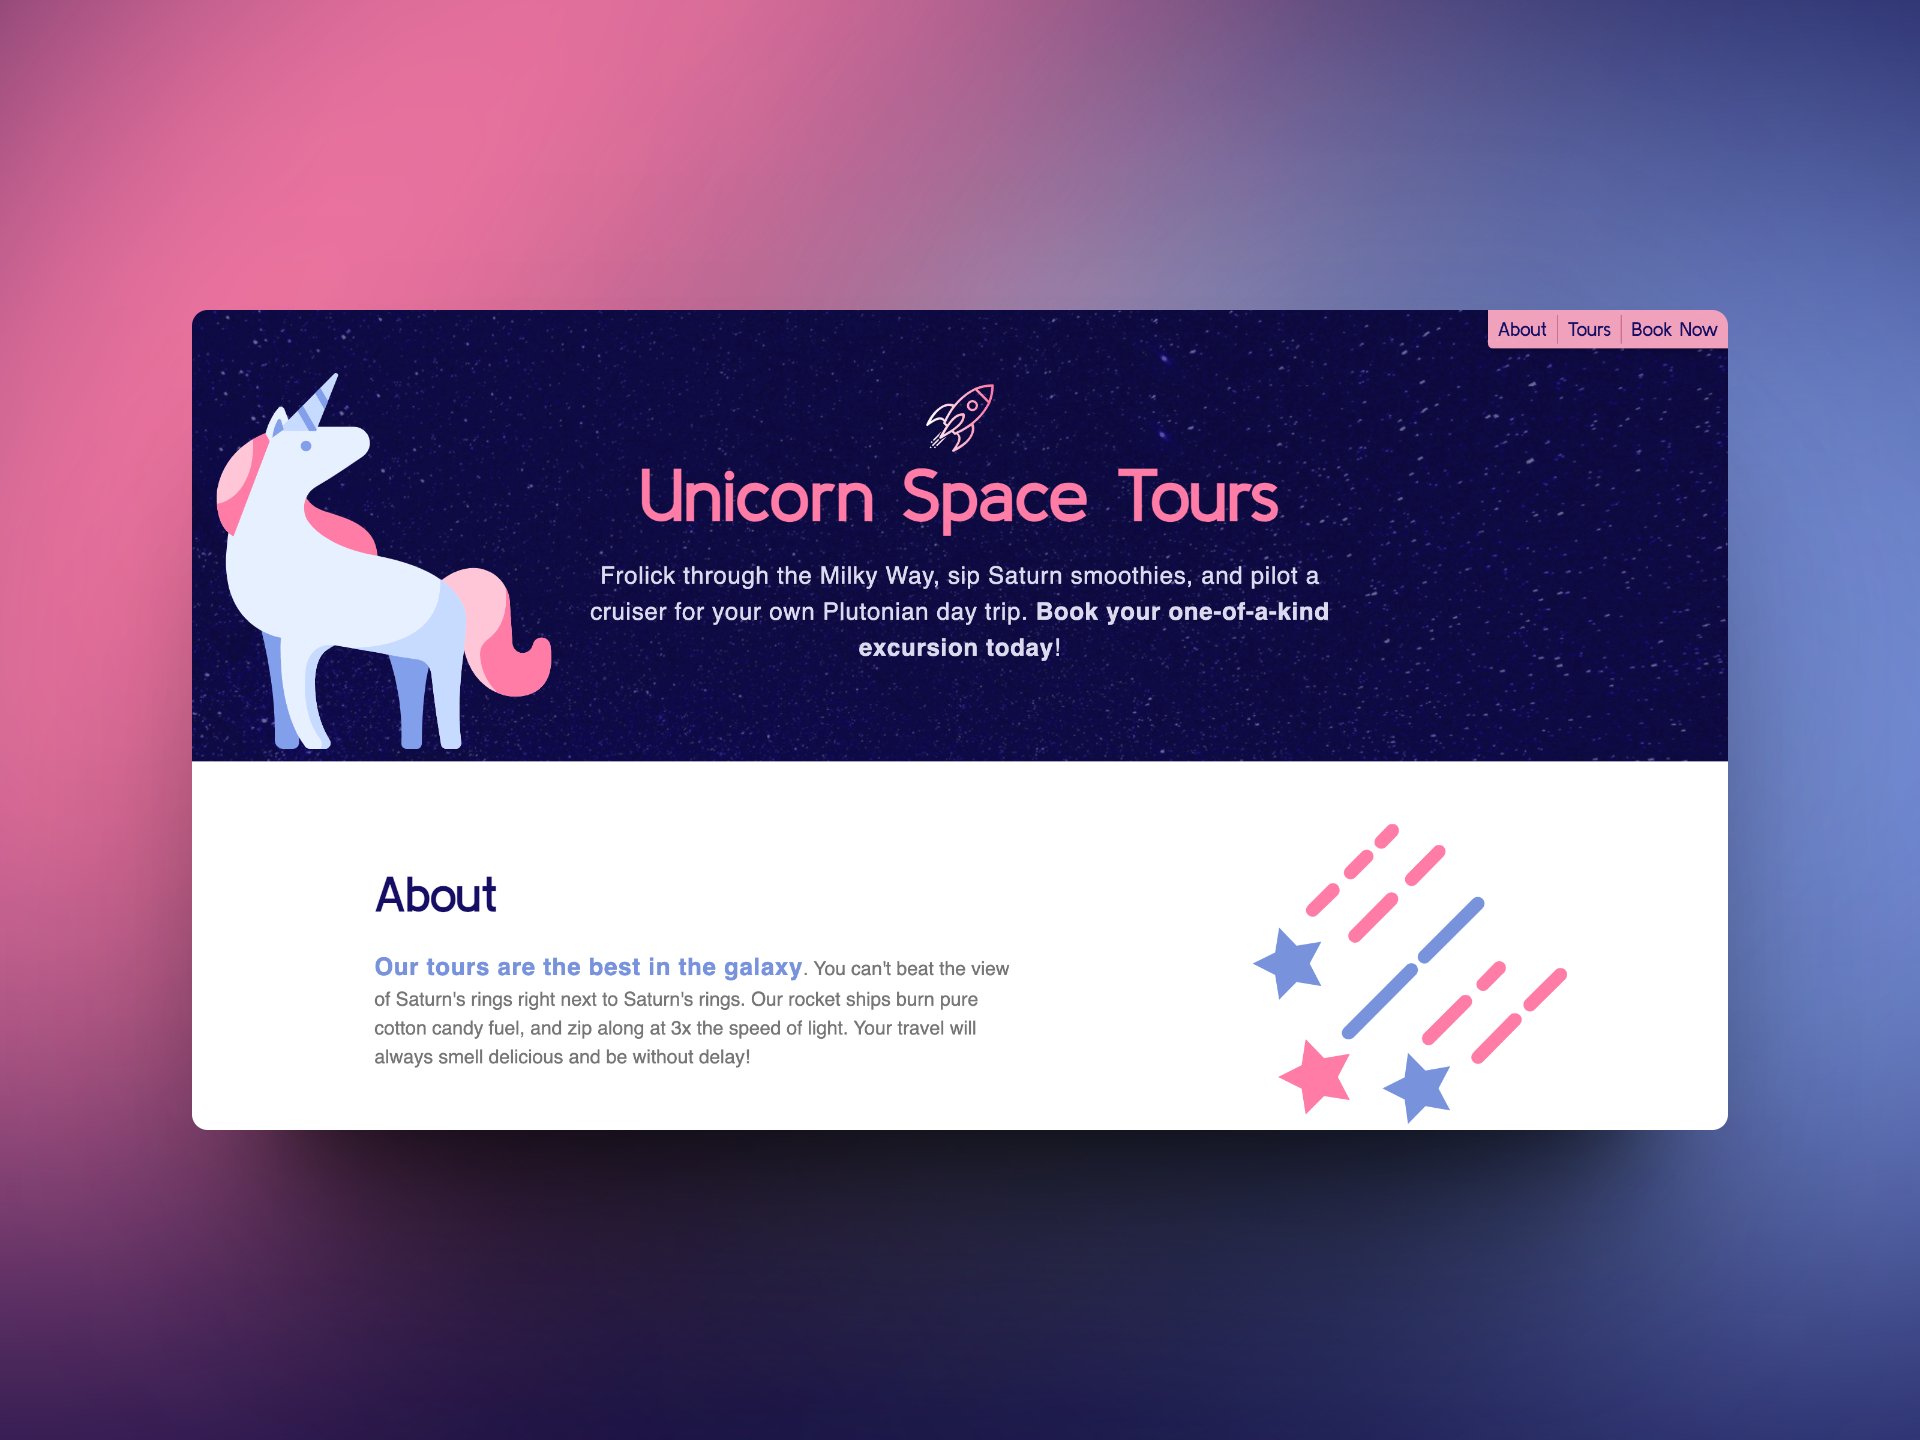 About Tours Book Now
Unicorn Space Tours
Frolick through the Milky Way, sip Saturn smoothies, and pilot a
cruiser for your own Plutonian day trip. Book your one-of-a-kind
excursion today!
About
Our tours are the best in the galaxy. You can't beat the view
of Saturn's rings right next to Saturn's rings. Our rocket ships burn pure
cotton candy fuel, and zip along at 3x the speed of light. Your travel will
always smell delicious and be without delay!